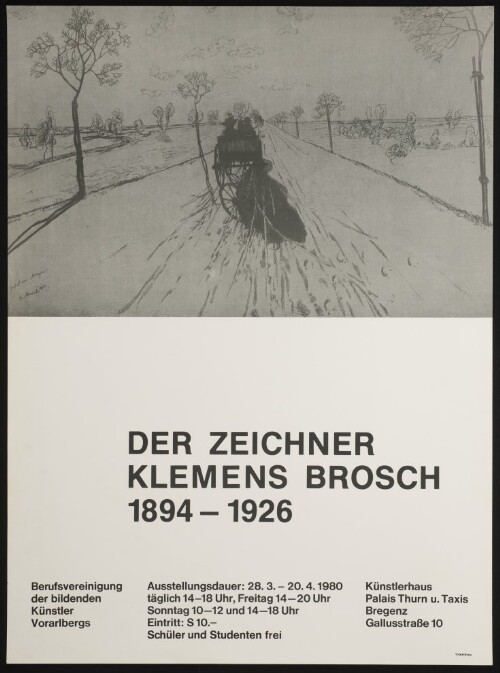 DER ZEICHNER
KLEMENS BROSCH
1894 – 1926
Berufsvereinigung
der bildenden
Künstler
Vorarlbergs
Ausstellungsdauer: 28. 3. – 20. 4. 1980
täglich 14–18 Uhr, Freitag 14–20 Uhr
Sonntag 10–12 und 14–18 Uhr
Eintritt: S 10.–
Schüler und Studenten frei
Künstlerhaus
Palais Thurn u. Taxis
Bregenz
Gallusstraße 10